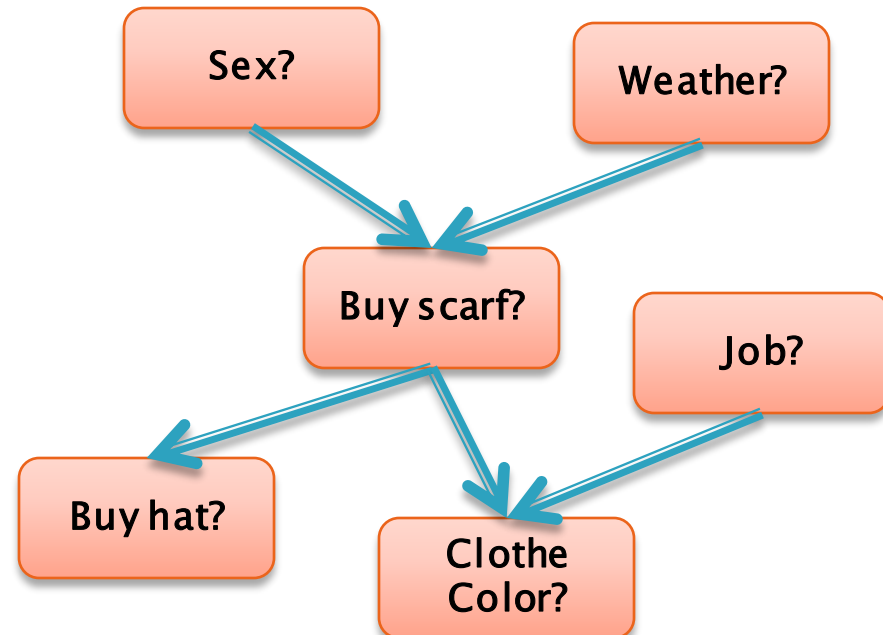 Sex?
Weather?
Buy scarf?
Job?
Buy hat?
Clothe
Color?